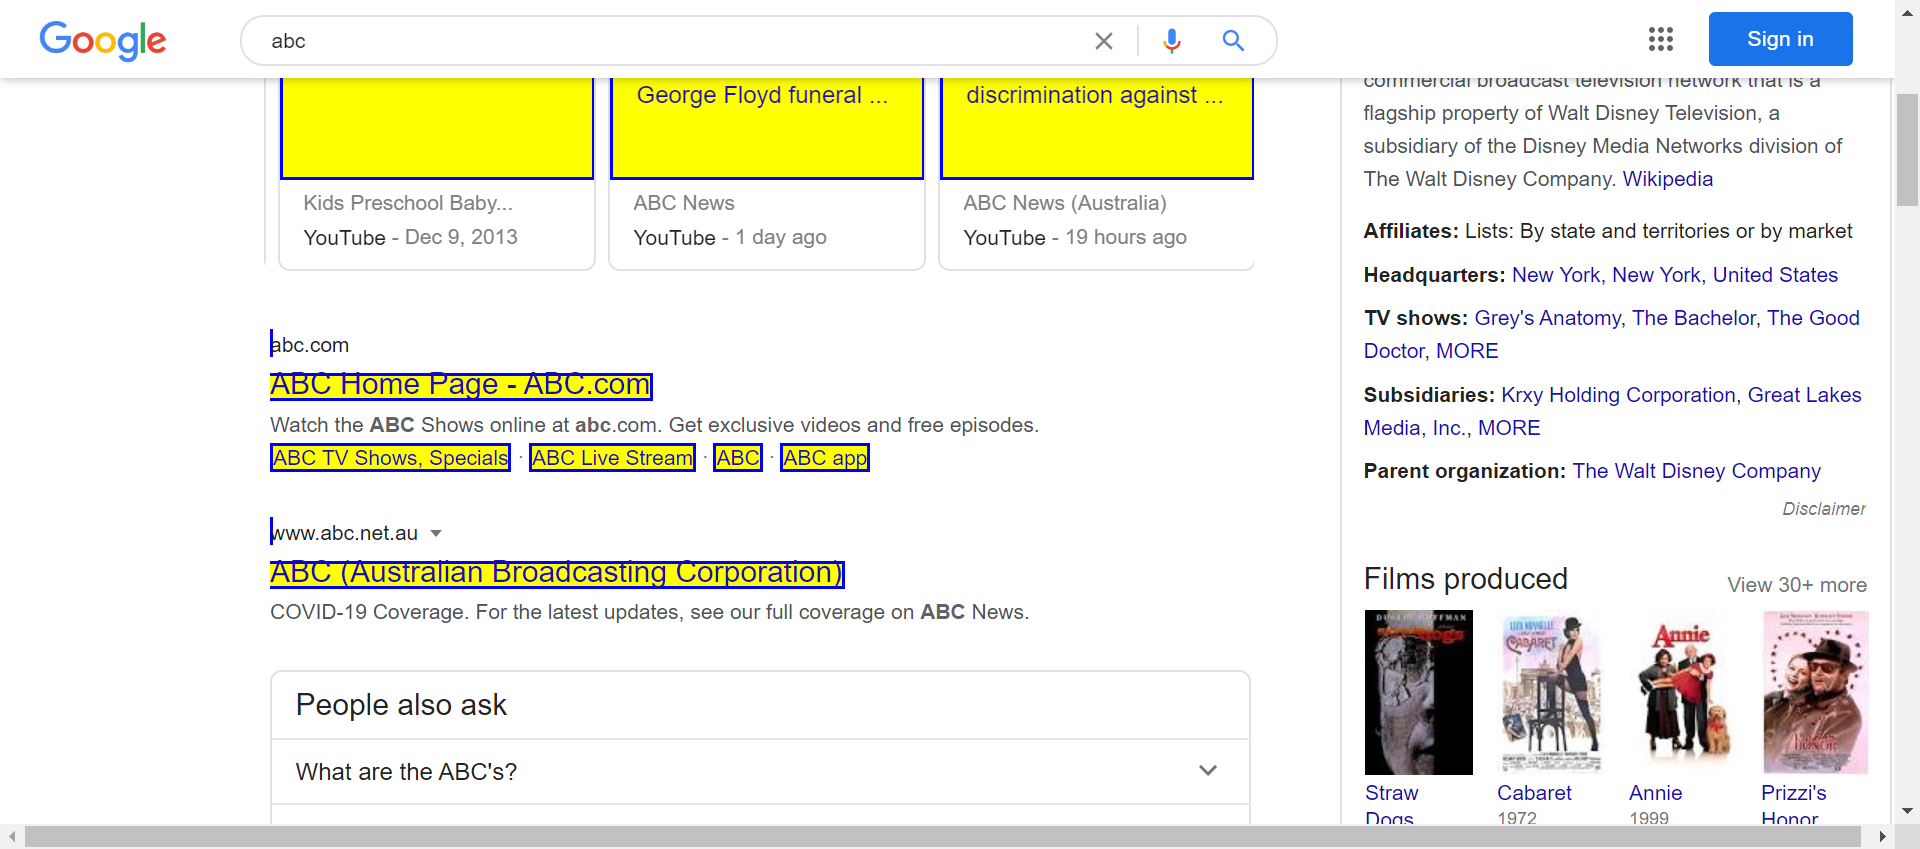 Google
abc
Sign in
George Floyd funeral ...
discrimination against ...
Kids Preschool Baby...
YouTube - Dec 9, 2013
ABC News
YouTube - 1 day ago
ABC News (Australia)
YouTube - 19 hours ago
abc.com
ABC Home Page - ABC.com
Watch the ABC Shows online at abc.com. Get exclusive videos and free episodes.
ABC TV Shows, Specials · ABC Live Stream · ABC · ABC app
www.abc.net.au
ABC (Australian Broadcasting Corporation)
COVID-19 Coverage. For the latest updates, see our full coverage on ABC News.
People also ask
What are the ABC's?
commercial broadcast television network that is a
flagship property of Walt Disney Television, a
subsidiary of the Disney Media Networks division of
The Walt Disney Company. Wikipedia
Affiliates: Lists: By state and territories or by market
Headquarters: New York, New York, United States
TV shows: Grey's Anatomy, The Bachelor, The Good
Doctor, MORE
Subsidiaries: Krxy Holding Corporation, Great Lakes
Media, Inc., MORE
Parent organization: The Walt Disney Company
Disclaimer
Films produced
View 30+ more
CABARET
Annie
Straw
Dogs
Cabaret
1972
Annie
1999
Prizzi's
Honor